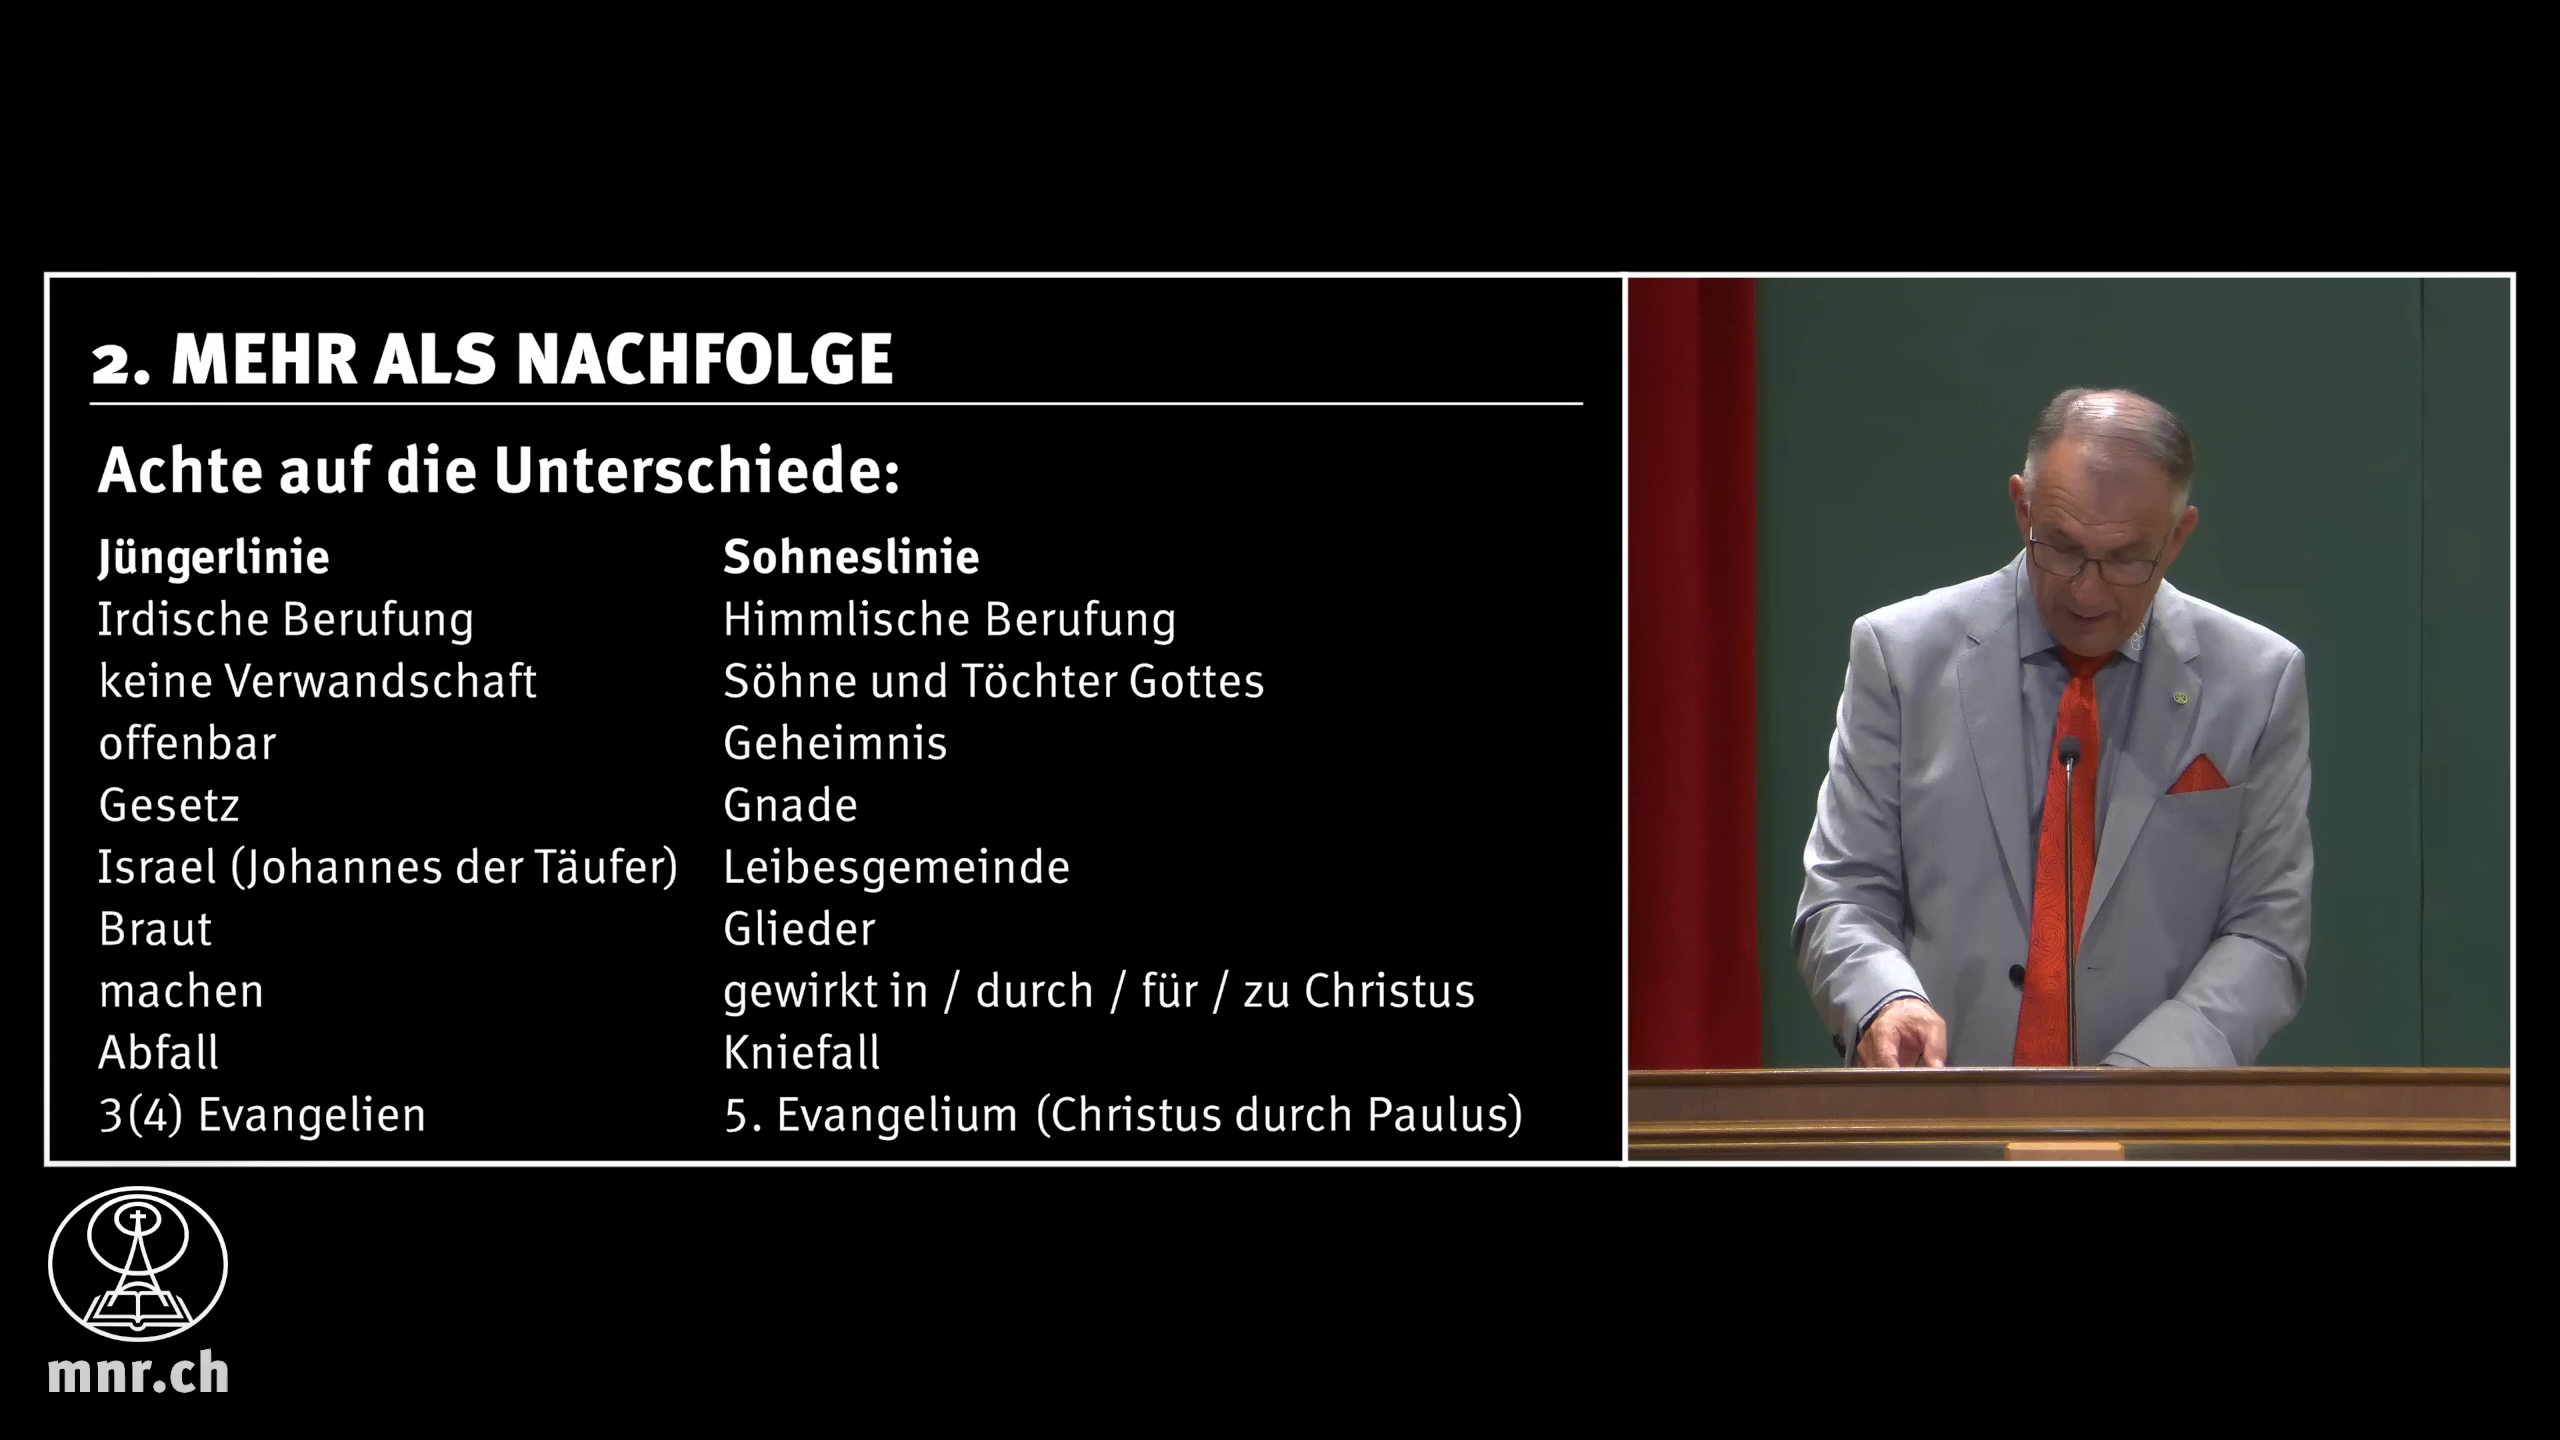 2. MEHR ALS NACHFOLGE
Achte auf die Unterschiede:
Jüngerlinie Sohneslinie
Irdische Berufung Himmlische Berufung
keine Verwandschaft Söhne und Töchter Gottes
offenbar Geheimnis
Gesetz Gnade
Israel (Johannes der Täufer) Leibesgemeinde
Braut Glieder
machen gewirkt in / durch / für / zu Christus
Abfall Kniefall
3(4) Evangelien 5. Evangelium (Christus durch Paulus)
mnr.ch